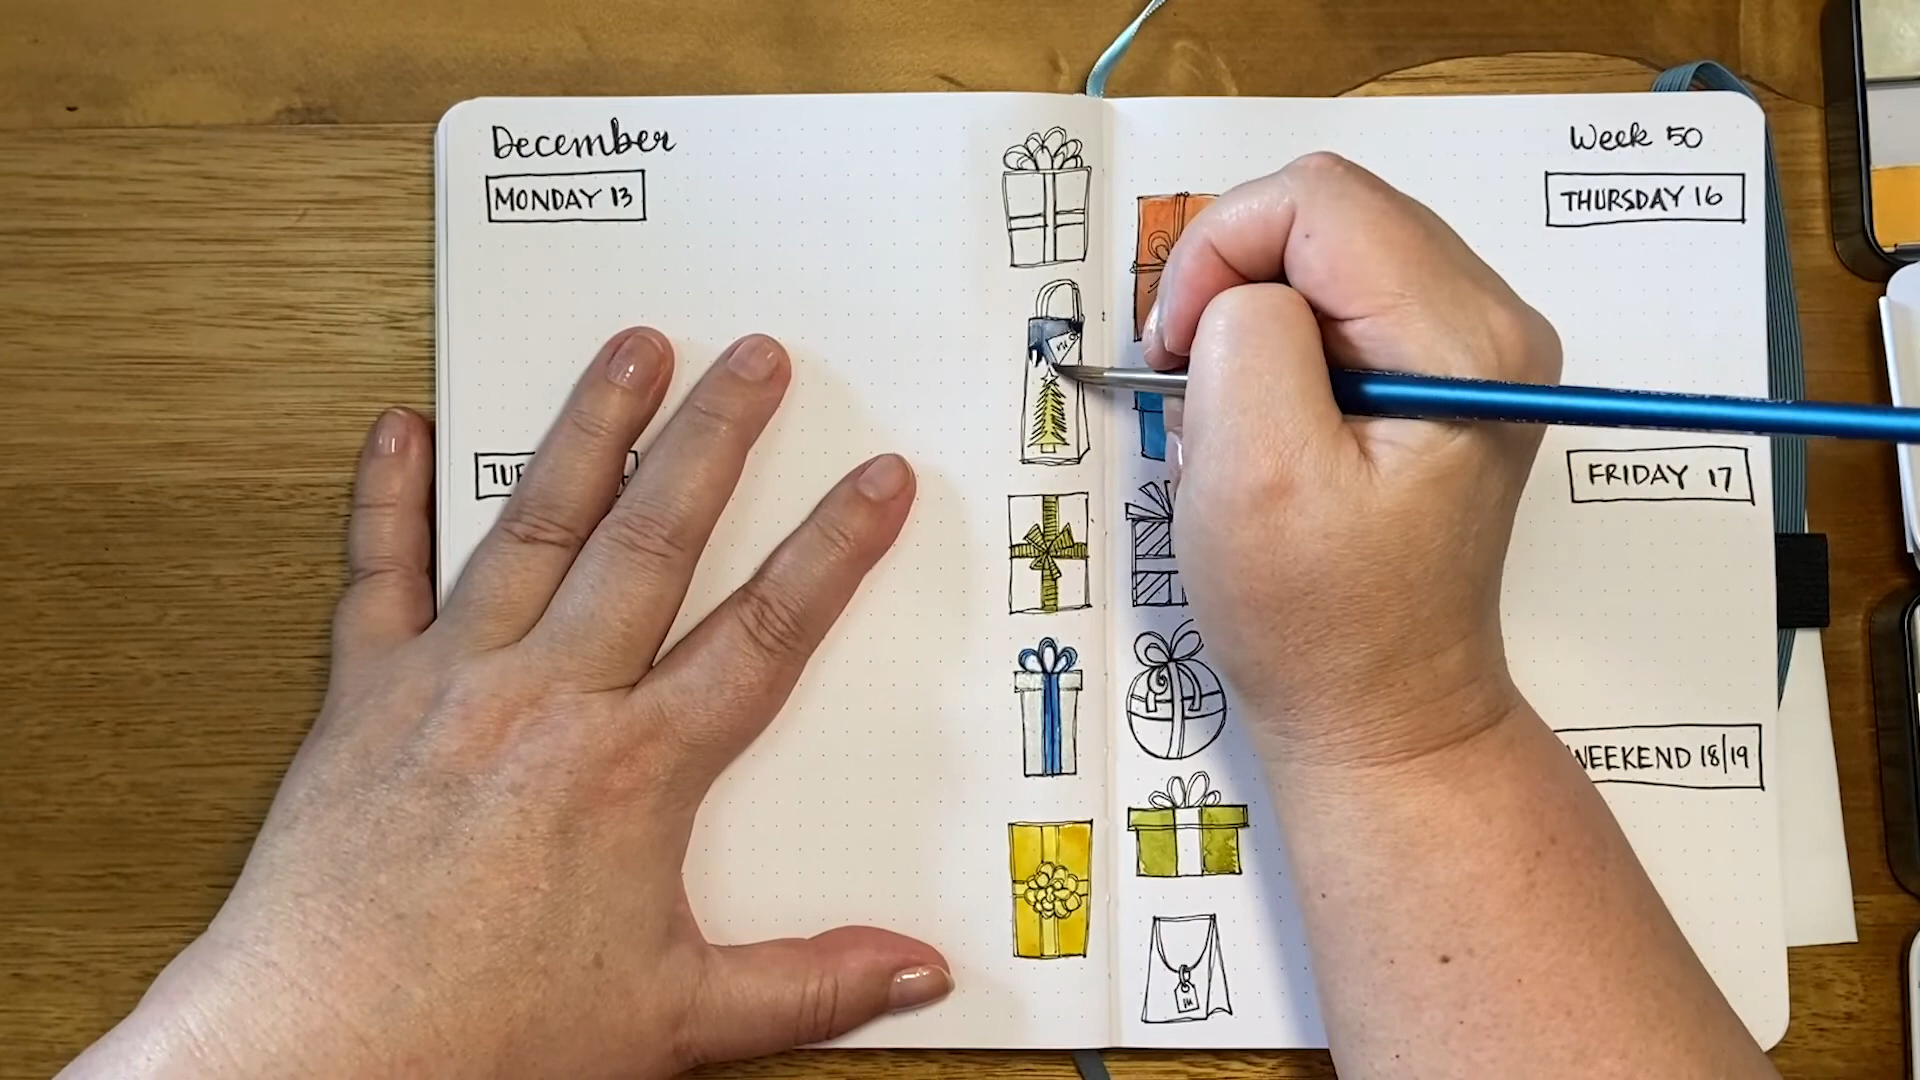 December
MONDAY 13
Week 50
THURSDAY 16
FRIDAY 17
WEEKEND 18/19